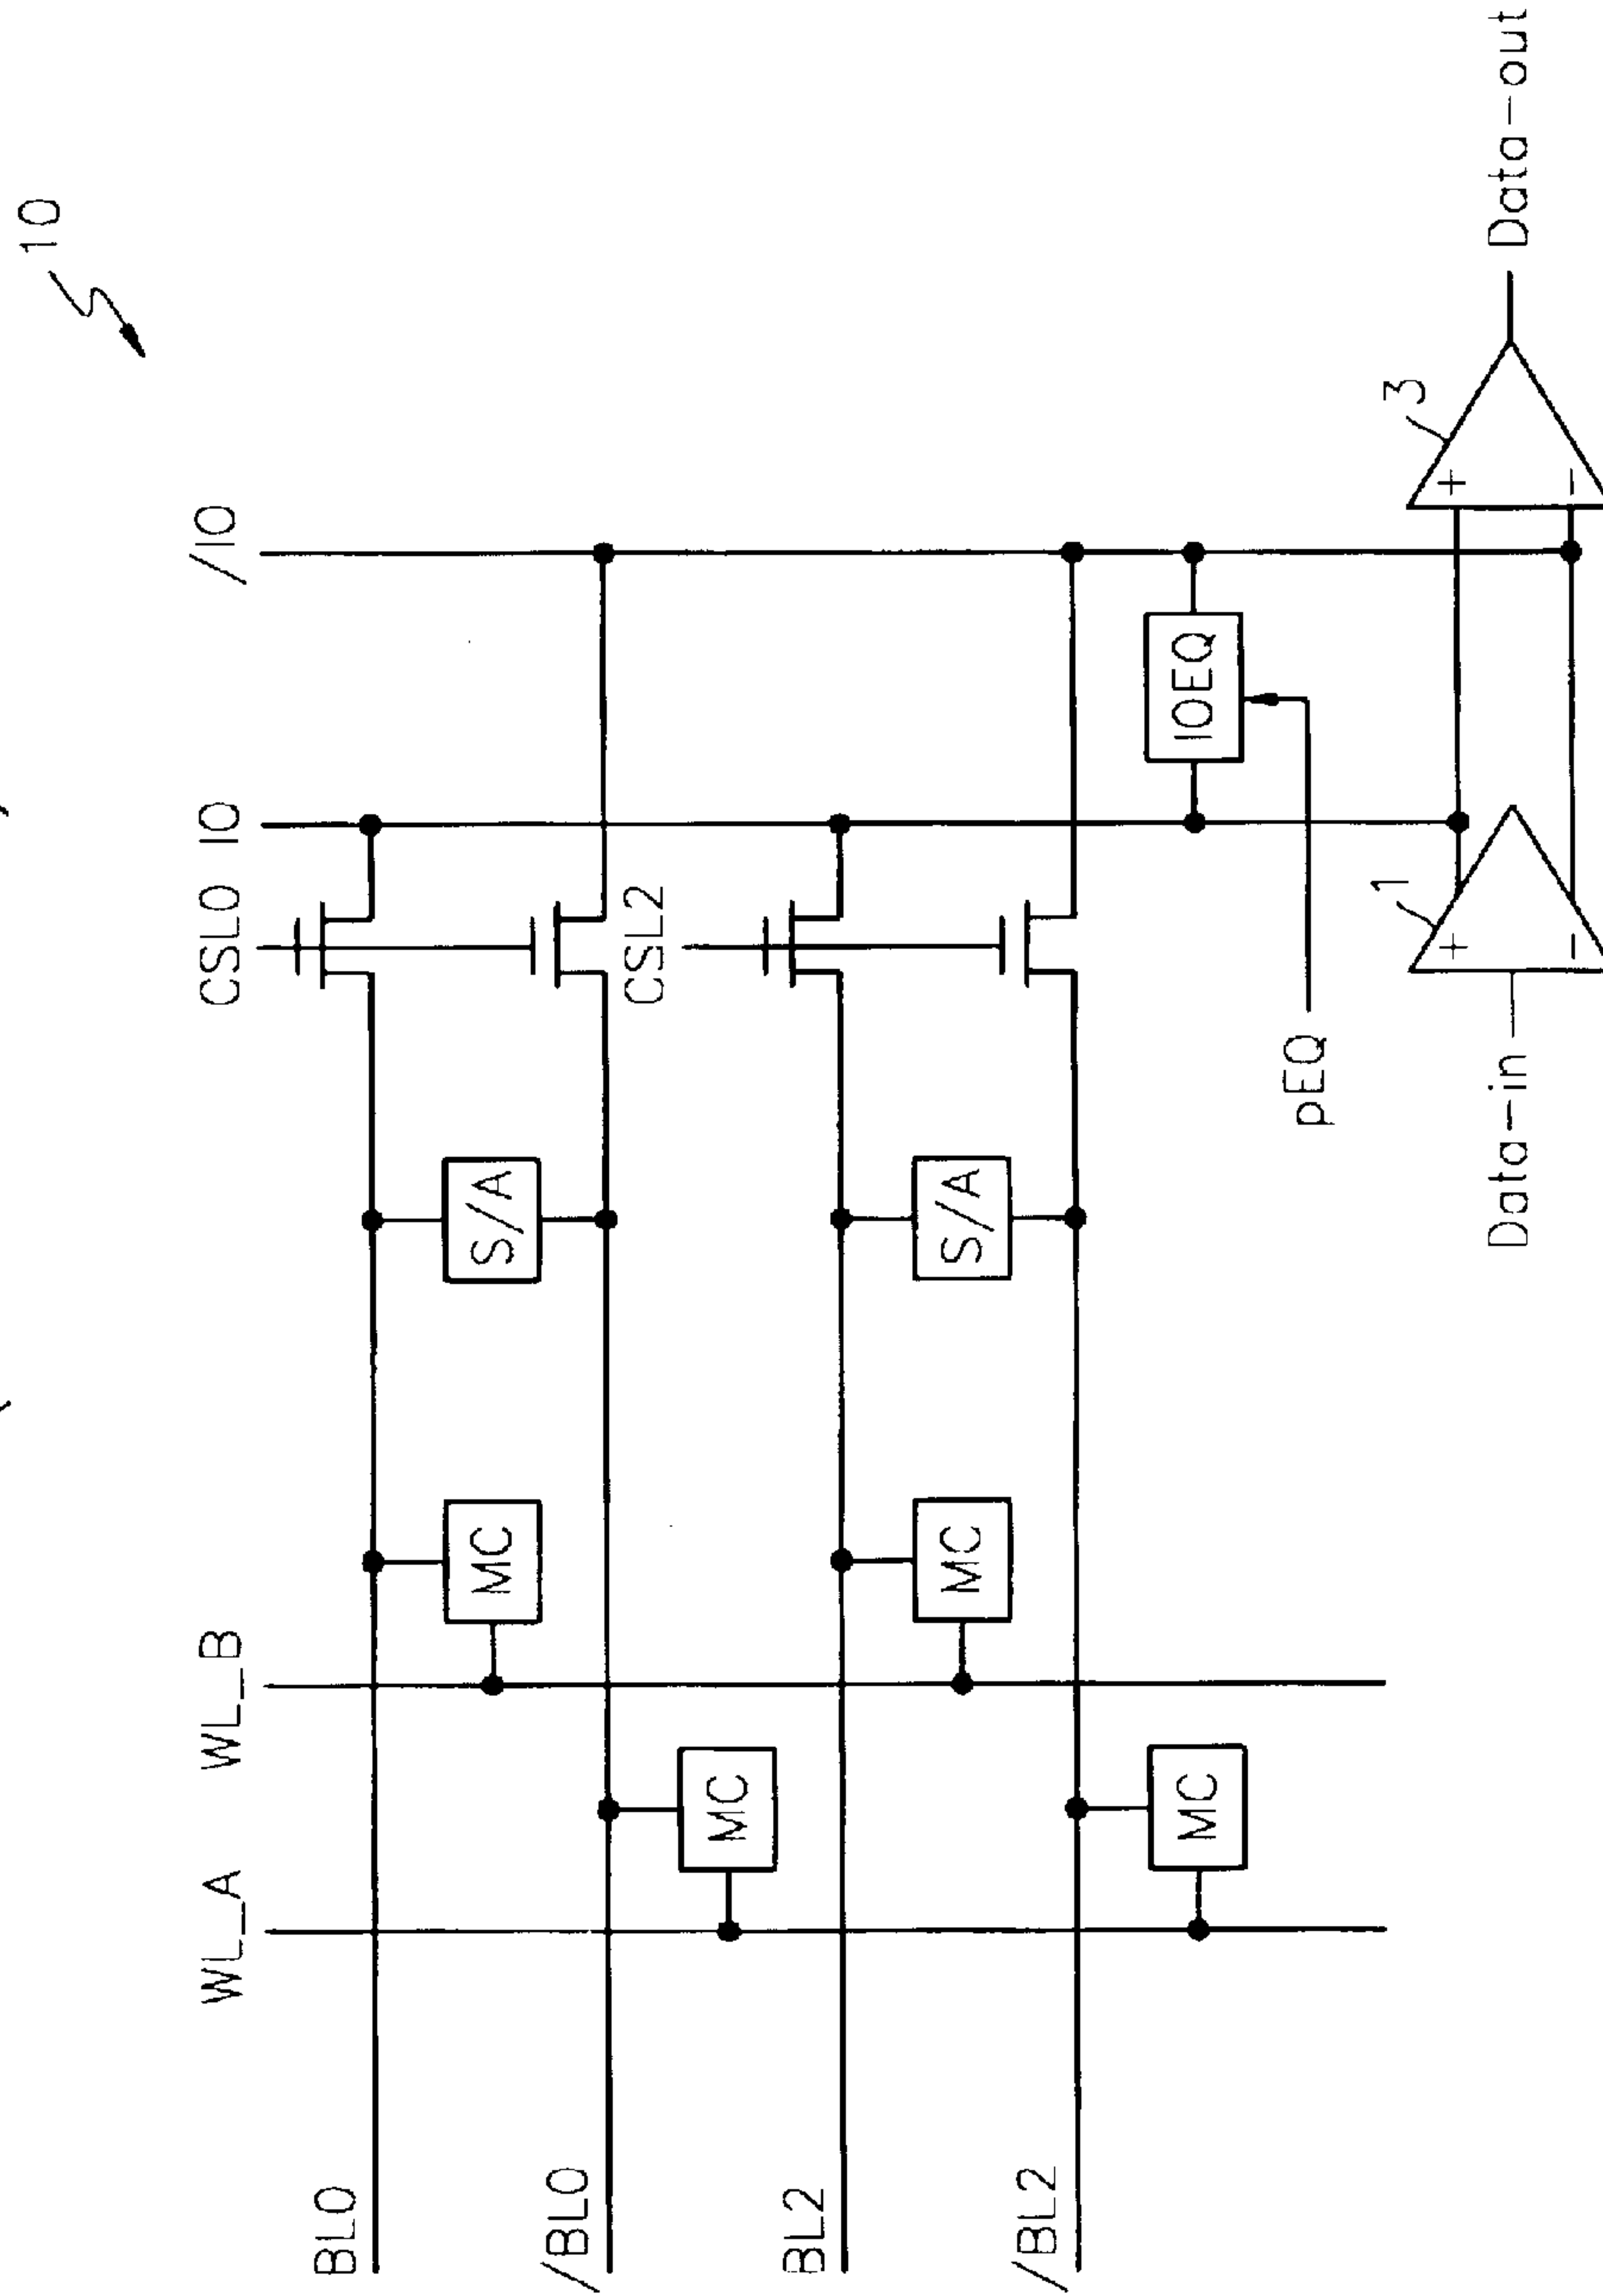 10
WL_A
WL_B
CSL0
IO
/IO
BL0
MC
S/A
/BL0
MC
CSL2
BL2
MC
S/A
/BL2
MC
IOEQ
pEQ
1
3
Data-in
+
-
+
-
Data-out